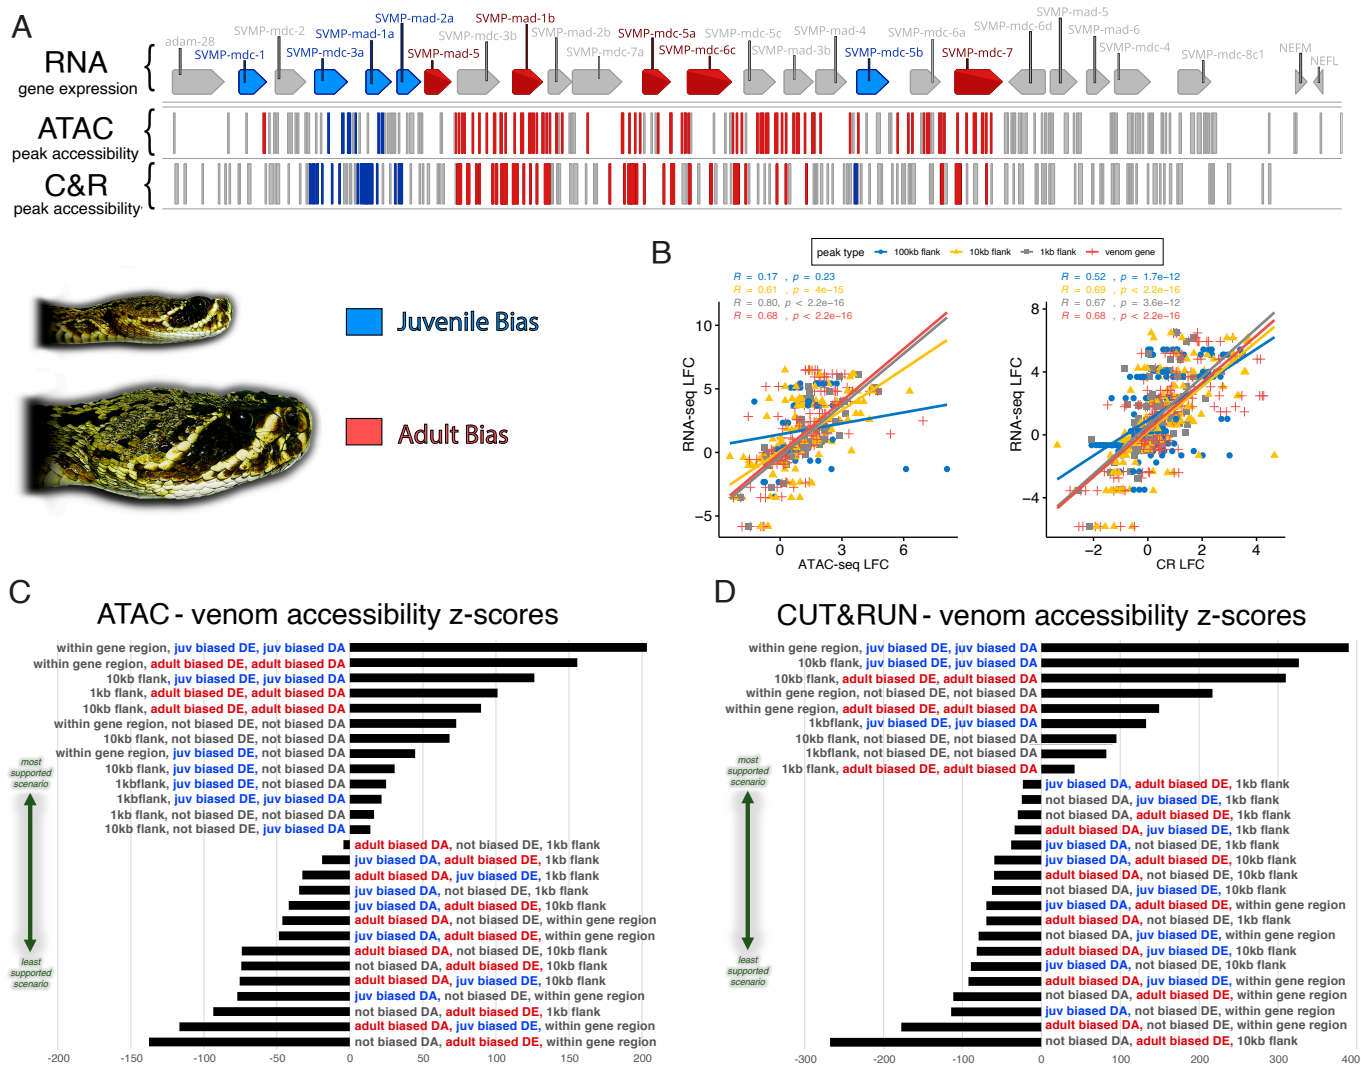 A
RNA
gene expression
adam-28
SVMP-mdc-1
SVMP-mdc-2
SVMP-mdc-3a
SVMP-mad-1a
SVMP-mad-2a
SVMP-mad-5
SVMP-mdc-3b
SVMP-mad-1b
SVMP-mad-2b
SVMP-mdc-7a
SVMP-mdc-5a
SVMP-mdc-6c
SVMP-mdc-5c
SVMP-mad-3b
SVMP-mad-4
SVMP-mdc-5b
SVMP-mdc-6a
SVMP-mdc-7
SVMP-mdc-6d
SVMP-mad-5
SVMP-mad-6
SVMP-mdc-4
SVMP-mdc-8c1
NEFM
NEFL
ATAC
peak accessibility
C&R
peak accessibility
Juvenile Bias
Adult Bias
B
peak type 100kb flank 10kb flank 1kb flank venom gene
R = 0.17 , p = 0.23
R = 0.61 , p = 4e-15
R = 0.80, p < 2.2e-16
R = 0.68 , p < 2.2e-16
RNA-seq LFC
10
5
0
−5
0 3 6
ATAC-seq LFC
R = 0.52 , p = 1.7e-12
R = 0.69 , p < 2.2e-16
R = 0.67 , p = 3.6e-12
R = 0.68 , p < 2.2e-16
RNA-seq LFC
8
4
0
−4
−2 0 2 4
CR LFC
C
ATAC - venom accessibility z-scores
within gene region, juv biased DE, juv biased DA
within gene region, adult biased DE, adult biased DA
10kb flank, juv biased DE, juv biased DA
1kb flank, adult biased DE, adult biased DA
10kb flank, adult biased DE, adult biased DA
within gene region, not biased DE, not biased DA
10kb flank, not biased DE, not biased DA
within gene region, juv biased DE, not biased DA
10kb flank, juv biased DE, not biased DA
1kbflank, juv biased DE, not biased DA
1kbflank, juv biased DE, juv biased DA
1kb flank, not biased DE, not biased DA
10kb flank, not biased DE, juv biased DA
adult biased DA, not biased DE, 1kb flank
juv biased DA, adult biased DE, 1kb flank
adult biased DA, juv biased DE, 1kb flank
juv biased DA, not biased DE, 1kb flank
juv biased DA, adult biased DE, 10kb flank
adult biased DA, not biased DE, within gene region
juv biased DA, adult biased DE, within gene region
adult biased DA, not biased DE, 10kb flank
not biased DA, adult biased DE, 10kb flank
adult biased DA, juv biased DE, 10kb flank
juv biased DA, not biased DE, within gene region
not biased DA, adult biased DE, 1kb flank
adult biased DA, juv biased DE, within gene region
not biased DA, adult biased DE, within gene region
most
supported
scenario
least
supported
scenario
-200 -150 -100 -50 0 50 100 150 200
D
CUT&RUN - venom accessibility z-scores
within gene region, juv biased DE, juv biased DA
10kb flank, juv biased DE, juv biased DA
10kb flank, adult biased DE, adult biased DA
within gene region, not biased DE, not biased DA
within gene region, adult biased DE, adult biased DA
1kbflank, juv biased DE, juv biased DA
10kb flank, not biased DE, not biased DA
1kbflank, not biased DE, not biased DA
1kb flank, adult biased DE, adult biased DA
juv biased DA, adult biased DE, 1kb flank
not biased DA, juv biased DE, 1kb flank
not biased DA, adult biased DE, 1kb flank
adult biased DA, juv biased DE, 1kb flank
juv biased DA, not biased DE, 1kb flank
juv biased DA, adult biased DE, 10kb flank
adult biased DA, not biased DE, 10kb flank
not biased DA, juv biased DE, 10kb flank
juv biased DA, adult biased DE, within gene region
adult biased DA, not biased DE, 1kb flank
not biased DA, juv biased DE, within gene region
adult biased DA, juv biased DE, 10kb flank
juv biased DA, not biased DE, 10kb flank
adult biased DA, juv biased DE, within gene region
not biased DA, adult biased DE, within gene region
juv biased DA, not biased DE, within gene region
adult biased DA, not biased DE, within gene region
not biased DA, adult biased DE, 10kb flank
most
supported
scenario
least
supported
scenario
-300 -200 -100 0 100 200 300 400